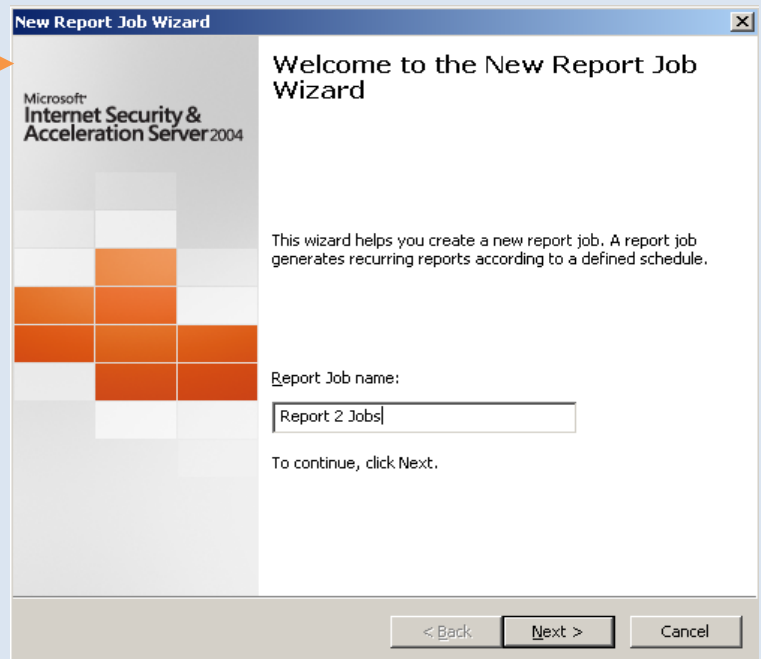 New Report Job Wizard
Microsoft
Internet Security &
Acceleration Server 2004
Welcome to the New Report Job
Wizard
This wizard helps you create a new report job. A report job
generates recurring reports according to a defined schedule.
Report Job name:
Report 2 Jobs
To continue, click Next.
< Back
Next >
Cancel